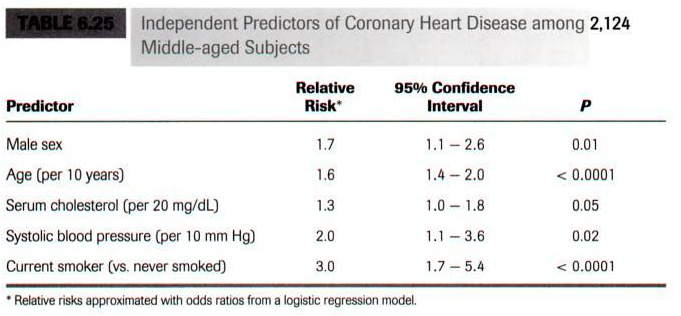 TABLE 6.25 Independent Predictors of Coronary Heart Disease among 2,124
Middle-aged Subjects
Relative 95% Confidence
Predictor Risk* Interval P
Male sex 1.7 1.1 – 2.6 0.01
Age (per 10 years) 1.6 1.4 – 2.0 < 0.0001
Serum cholesterol (per 20 mg/dL) 1.3 1.0 – 1.8 0.05
Systolic blood pressure (per 10 mm Hg) 2.0 1.1 – 3.6 0.02
Current smoker (vs. never smoked) 3.0 1.7 – 5.4 < 0.0001
* Relative risks approximated with odds ratios from a logistic regression model.